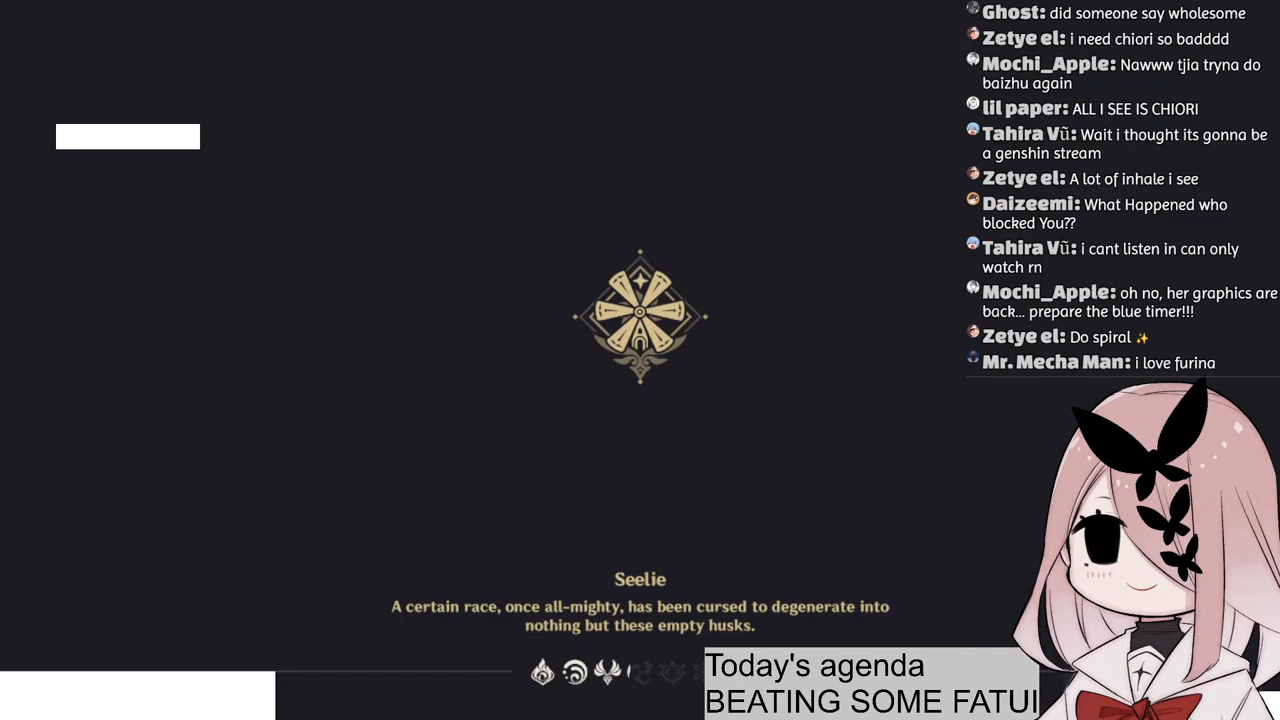 Ghost: did someone say wholesome
Zetye el: i need chiori so badddd
Mochi_Apple: Nawww tjia tryna do
baizhu again
lil paper: ALL I SEE IS CHIORI
Tahira Vũ: Wait i thought its gonna be
a genshin stream
Zetye el: A lot of inhale i see
Daizeemi: What Happened who
blocked You??
Tahira Vũ: i cant listen in can only
watch rn
Mochi_Apple: oh no, her graphics are
back... prepare the blue timer!!!
Zetye el: Do spiral ✨
Mr. Mecha Man: i love furina
Seelie
A certain race, once all-mighty, has been cursed to degenerate into
nothing but these empty husks.
Today's agenda
BEATING SOME FATUI